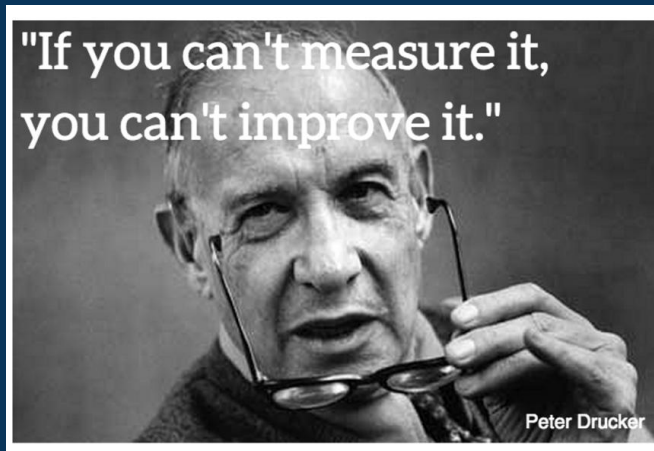 "If you can't measure it,
you can't improve it."
Peter Drucker